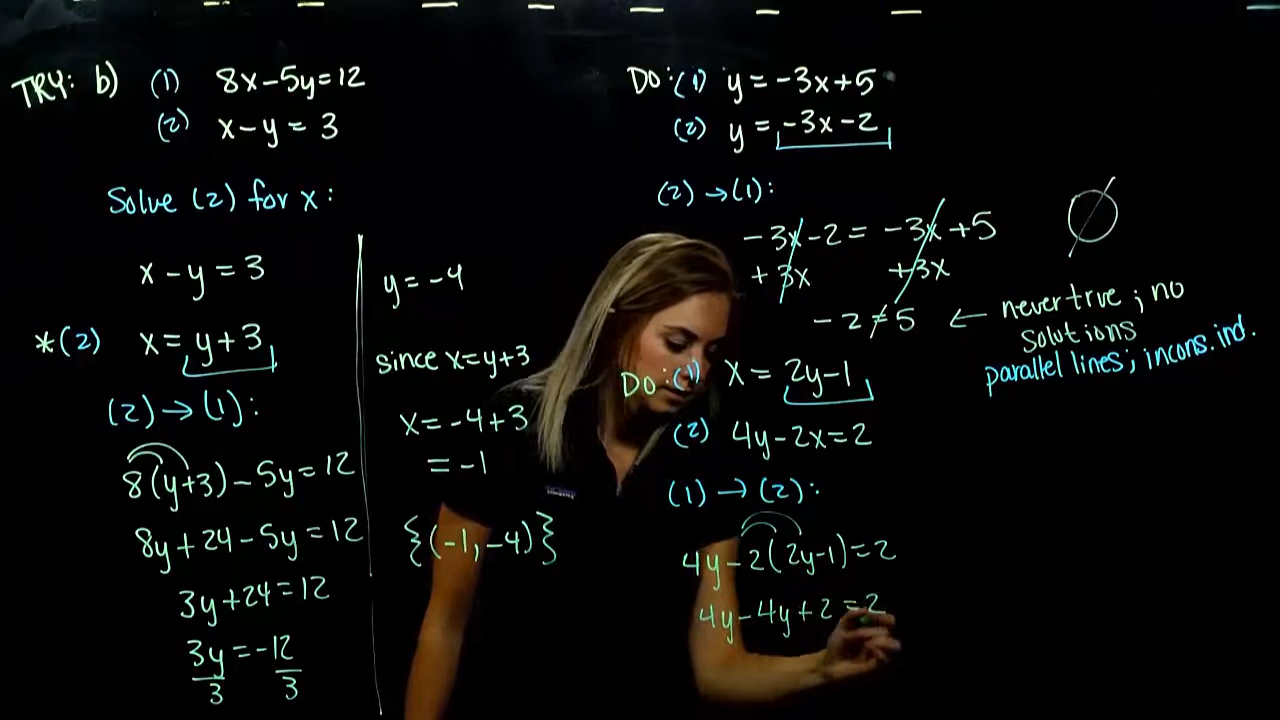 TRY: b) (1) 8x-5y=12
(2) x-y=3
Solve (2) for x:
x-y=3
*(2) x=y+3
(2)→(1):
8(y+3)-5y=12
8y+24-5y=12
3y+24=12
3y=-12
3 3
y=-4
since x=y+3
x=-4+3
=-1
{(-1,-4)}
DO: (1) y=-3x+5
(2) y=-3x-2
(2)→(1):
-3x-2=-3x+5
+3x +3x
-2≠5 ← never true; no
solutions
parallel lines; incons. ind.
∅
DO: (1) x=2y-1
(2) 4y-2x=2
(1)→(2):
4y-2(2y-1)=2
4y-4y+2=2